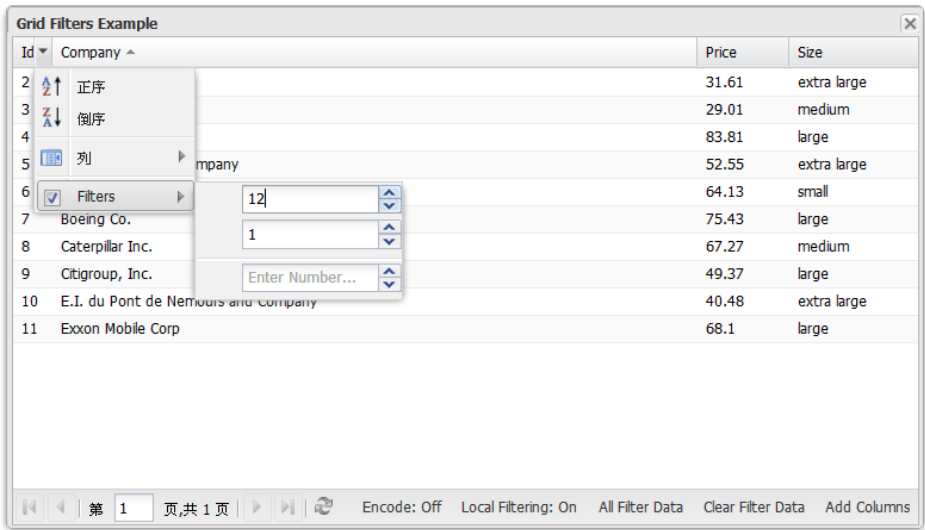 Grid Filters Example
Id Company Price Size
2 31.61 extra large
正序
3 29.01 medium
倒序
4 83.81 large
列
5 mpany 52.55 extra large
6 64.13 small
Filters
12
7 Boeing Co. 75.43 large
1
8 Caterpillar Inc. 67.27 medium
9 Citigroup, Inc. 49.37 large
Enter Number...
10 E.I. du Pont de Nemours and Company 40.48 extra large
11 Exxon Mobile Corp 68.1 large
第 1 页,共 1 页 Encode: Off Local Filtering: On All Filter Data Clear Filter Data Add Columns